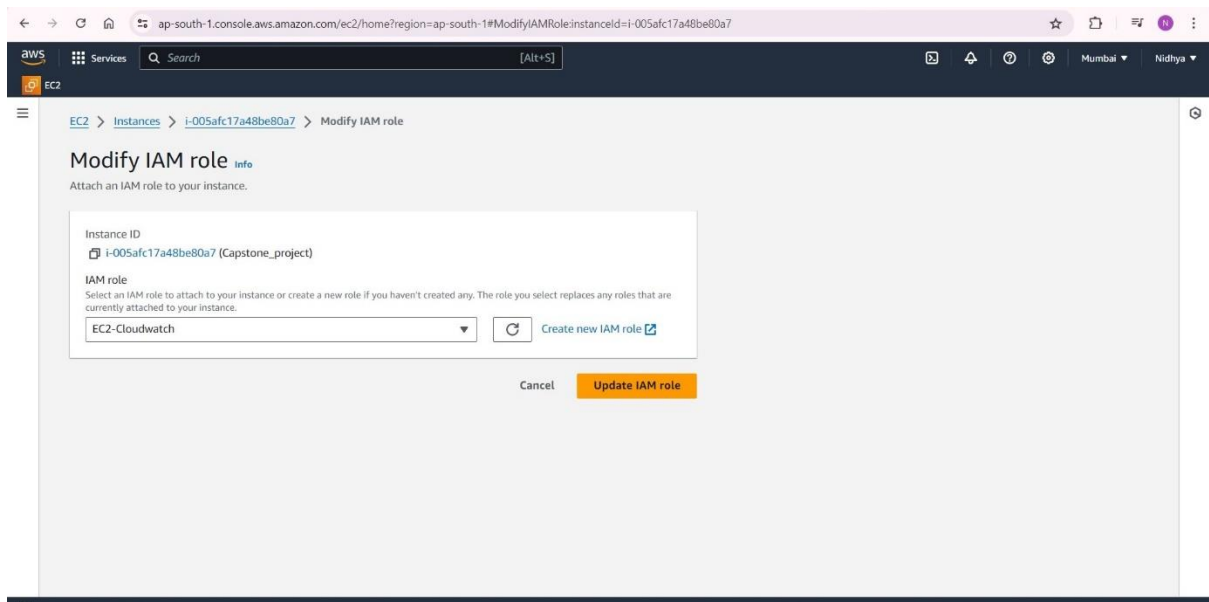 ap-south-1.console.aws.amazon.com/ec2/home?region=ap-south-1#ModifyIAMRole:instanceId=i-005afc17a48be80a7
N
aws Services Search [Alt+S] Mumbai Nidhya
EC2
EC2 > Instances > i-005afc17a48be80a7 > Modify IAM role
Modify IAM role Info
Attach an IAM role to your instance.
Instance ID
i-005afc17a48be80a7 (Capstone_project)
IAM role
Select an IAM role to attach to your instance or create a new role if you haven't created any. The role you select replaces any roles that are
currently attached to your instance.
EC2-Cloudwatch Create new IAM role
Cancel Update IAM role